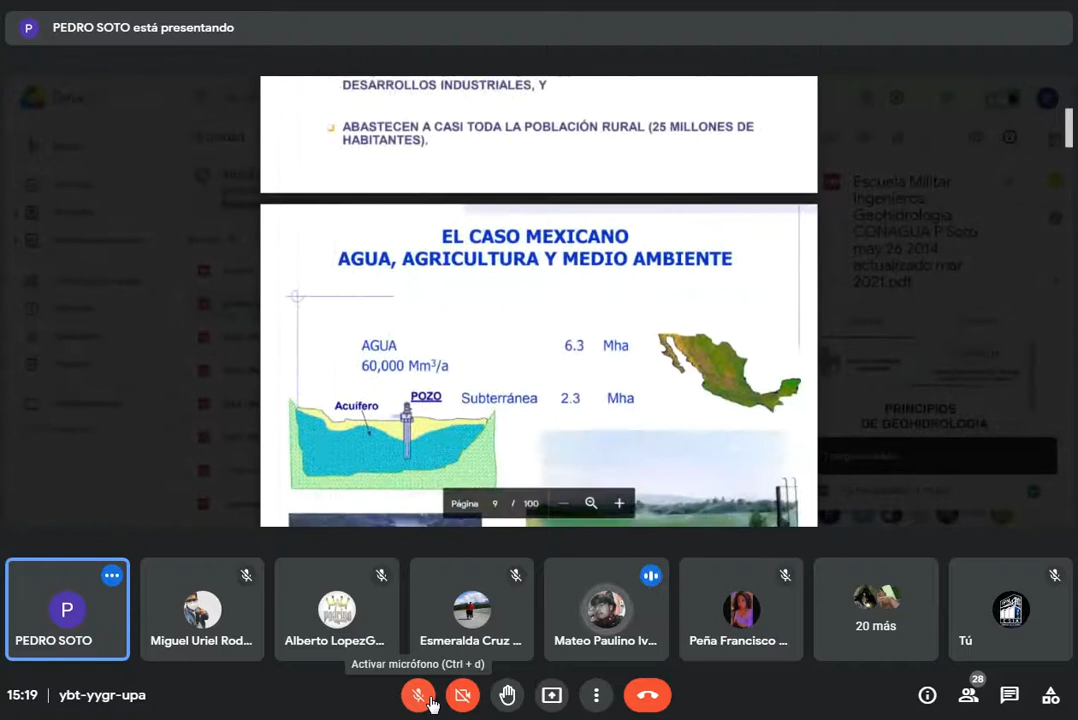 P PEDRO SOTO está presentando
DESARROLLOS INDUSTRIALES, Y
ABASTECEN A CASI TODA LA POBLACIÓN RURAL (25 MILLONES DE
HABITANTES).
EL CASO MEXICANO
AGUA, AGRICULTURA Y MEDIO AMBIENTE
AGUA 6.3 Mha
60,000 Mm³/a
Acuífero POZO Subterránea 2.3 Mha
Página 9 / 100
Escuela Militar
Ingenieros
Geohidrologia
CONAGUA P Soto
may 26 2014
actualizado mar
2021.pdf
PRINCIPIOS
DE GEOHIDROLOGIA
P
PEDRO SOTO
Miguel Uriel Rod...
Alberto LopezG...
Esmeralda Cruz ...
Mateo Paulino Iv...
Peña Francisco ...
20 más
Tú
Activar micrófono (Ctrl + d)
15:19 ybt-yygr-upa
28